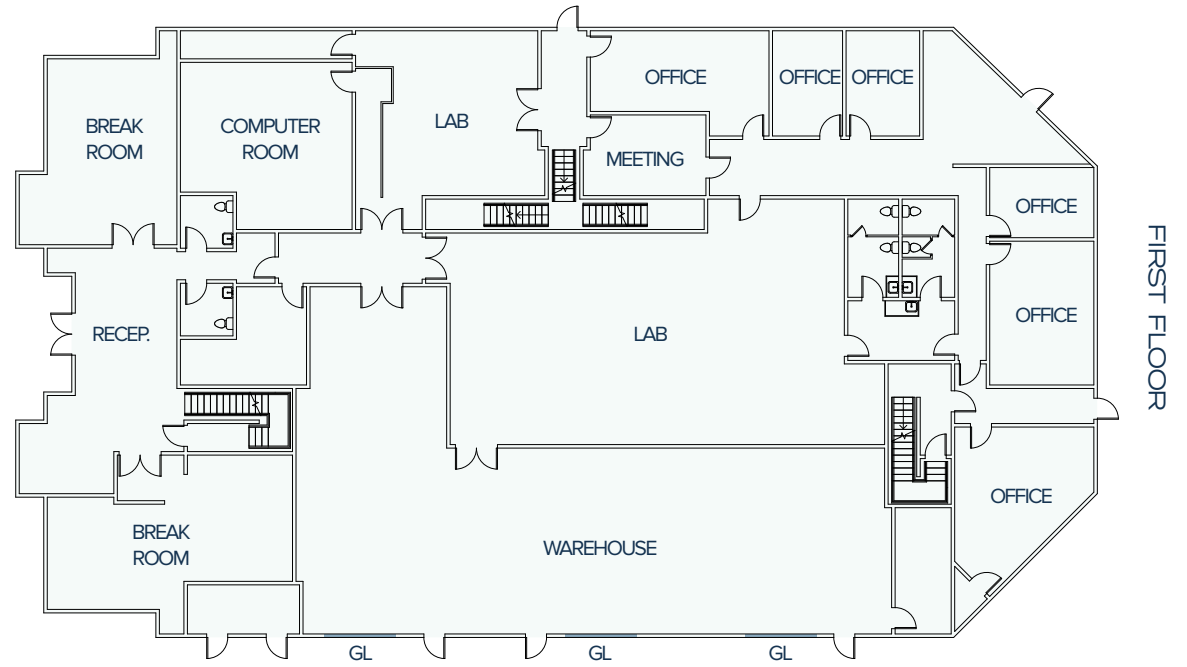 OFFICE
OFFICE
OFFICE
BREAK
ROOM
COMPUTER
ROOM
LAB
MEETING
OFFICE
OFFICE
RECEP.
LAB
OFFICE
BREAK
ROOM
WAREHOUSE
GL
GL
GL
FIRST FLOOR